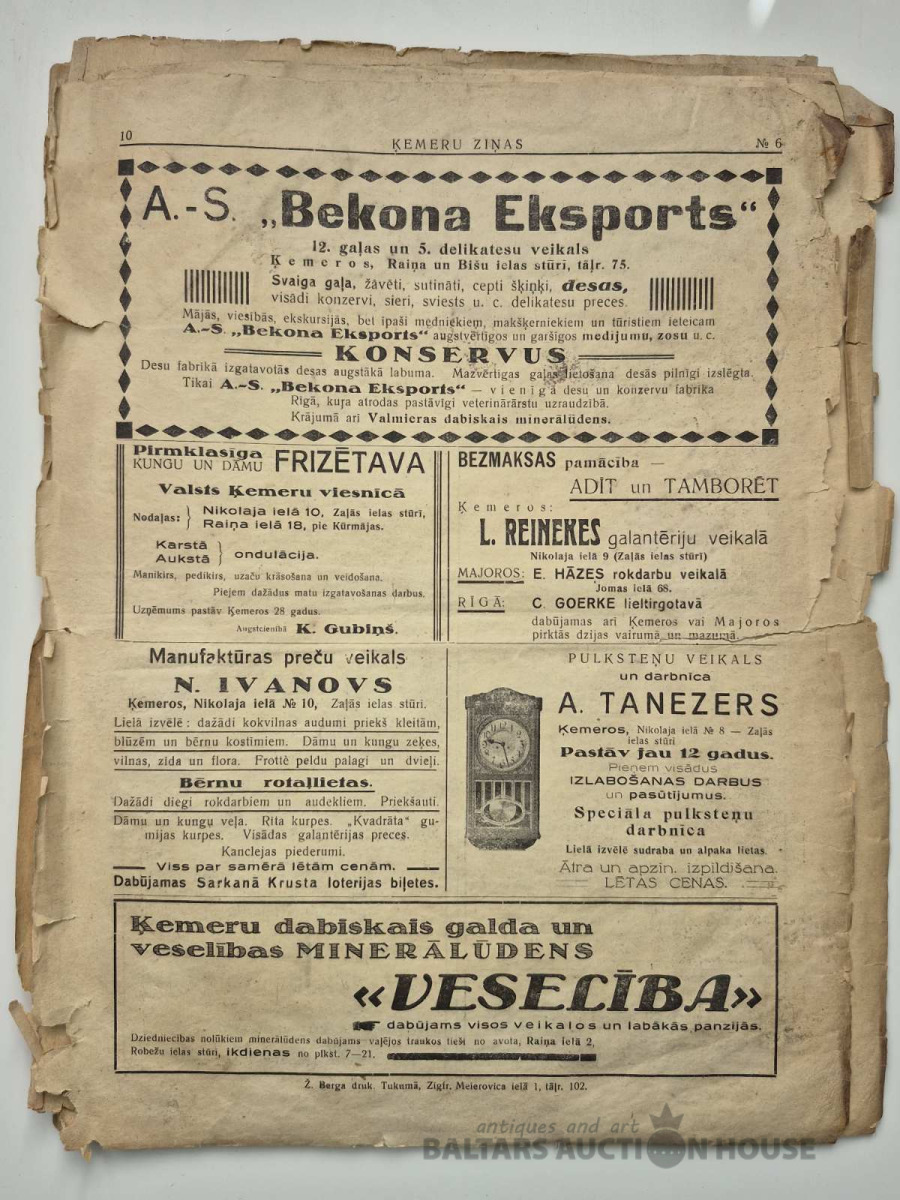 10
ĶEMERU ZIŅAS
№ 6
A.-S. „Bekona Eksports“
12. gaļas un 5. delikatesu veikals
Ķemeros, Raiņa un Bišu ielas stūrī, tāļr. 75.
Svaiga gaļa, žāvēti, sutināti, cepti šķiņķi, desas,
visādi konzervi, sieri, sviests u. c. delikatesu preces.
Mājās, viesībās, ekskursijās, bet īpaši medniekiem, makšķerniekiem un tūristiem ieteicam
A.-S. „Bekona Eksports“ augstvērtīgos un garšīgos medijumu, zosu u. c.
KONSERVUS
Desu fabrikā izgatavotās desas augstākā labuma. Mazvērtīgas gaļas lietošana desās pilnīgi izslēgta.
Tikai A.-S. „Bekona Eksports“ — vienīgā desu un konzervu fabrika
Rīgā, kuŗa atrodas pastāvīgi veterinārārstu uzraudzībā.
Krājumā arī Valmieras dabiskais minerālūdens.
Pirmklasīga
KUNGU UN DĀMU FRIZĒTAVA
Valsts Ķemeru viesnīcā
Nodaļas: Nikolaja ielā 10, Zaļās ielas stūrī,
Raiņa ielā 18, pie Kūrmājas.
Karstā
Aukstā ondulācija.
Manikirs, pedikirs, uzaču krāsošana un veidošana.
Pieņem dažādus matu izgatavošanas darbus.
Uzņēmums pastāv Ķemeros 28 gadus.
Augstcienībā K. Gubiņš.
BEZMAKSAS pamācība —
ADĪT un TAMBORĒT
Ķemeros:
L. REINEKES galantēriju veikalā
Nikolaja ielā 9 (Zaļās ielas stūrī)
MAJOROS: E. HĀZES rokdarbu veikalā
Jomas ielā 68.
RĪGĀ: C. GOERKE lieltirgotavā
dabūjamas arī Ķemeros vai Majoros
pirktās dzijas vairumā un mazumā.
Manufaktūras preču veikals
N. IVANOVS
Ķemeros, Nikolaja ielā № 10, Zaļās ielas stūrī.
Lielā izvēlē: dažādi kokvilnas audumi priekš kleitām,
blūzēm un bērnu kostīmiem. Dāmu un kungu zeķes,
vilnas, zīda un flora. Frottē peldu palagi un dvieļi.
Bērnu rotaļlietas.
Dažādi diegi rokdarbiem un audekliem. Priekšauti.
Dāmu un kungu veļa. Rīta kurpes. „Kvadrāta“ gu-
mijas kurpes. Visādas galantērijas preces.
Kanclejas piederumi.
Viss par samērā lētām cenām.
Dabūjamas Sarkanā Krusta loterijas biļetes.
PULKSTEŅU VEIKALS
un darbnīca
A. TANEZERS
Ķemeros, Nikolaja ielā № 8 — Zaļās
ielas stūrī
Pastāv jau 12 gadus.
Pieņem visādus
IZLABOŠANAS DARBUS
un pasūtījumus.
Speciāla pulksteņu
darbnīca
Lielā izvēlē sudraba un alpaka lietas.
Ātra un apzin. izpildīšana.
LĒTAS CENAS.
Ķemeru dabiskais galda un
veselības MINERĀLŪDENS
«VESELĪBA»
dabūjams visos veikalos un labākās panzijās.
Dziedniecības nolūkiem minerālūdens dabūjams vaļējos traukos tieši no avota, Raiņa ielā 2,
Robežu ielas stūrī, ikdienas no plkst. 7—21.
Ž. Berga druk. Tukumā, Zigfr. Meierovica ielā 1, tāļr. 102.
antiques and art
BALTARS AUCTION HOUSE